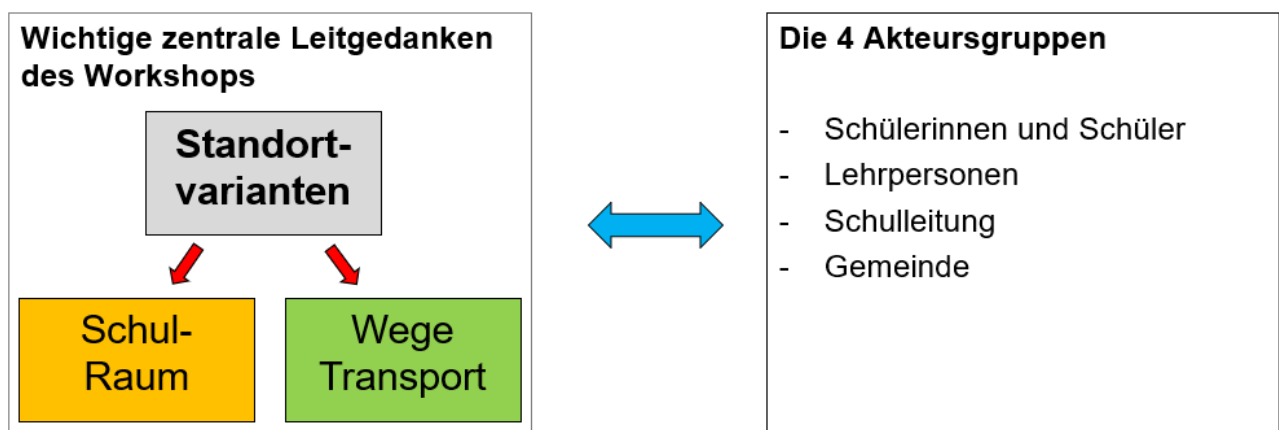 Wichtige zentrale Leitgedanken
des Workshops
Standort-
varianten
Schul-
Raum
Wege
Transport
Die 4 Akteursgruppen
- Schülerinnen und Schüler
- Lehrpersonen
- Schulleitung
- Gemeinde